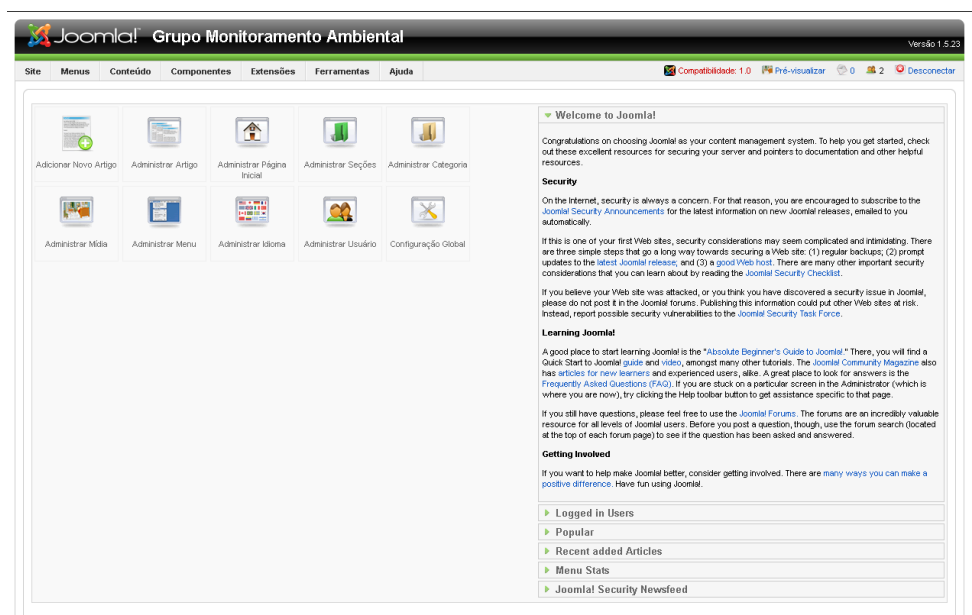 Joomla! Grupo Monitoramento Ambiental
Versão 1.5.23
Site Menus Conteúdo Componentes Extensões Ferramentas Ajuda Compatibilidade: 1.0 Pré-visualizar 0 2 Desconectar
Adicionar Novo Artigo
Administrar Artigo
Administrar Página
Inicial
Administrar Seções
Administrar Categoria
Administrar Mídia
Administrar Menu
Administrar Idioma
Administrar Usuário
Configuração Global
Welcome to Joomla!
Congratulations on choosing Joomla! as your content management system. To help you get started, check
out these excellent resources for securing your server and pointers to documentation and other helpful
resources.
Security
On the Internet, security is always a concern. For that reason, you are encouraged to subscribe to the
Joomla! Security Announcements for the latest information on new Joomla! releases, emailed to you
automatically.
If this is one of your first Web sites, security considerations may seem complicated and intimidating. There
are three simple steps that go a long way towards securing a Web site: (1) regular backups; (2) prompt
updates to the latest Joomla! release; and (3) a good Web host. There are many other important security
considerations that you can learn about by reading the Joomla! Security Checklist.
If you believe your Web site was attacked, or you think you have discovered a security issue in Joomla!,
please do not post it in the Joomla! forums. Publishing this information could put other Web sites at risk.
Instead, report possible security vulnerabilities to the Joomla! Security Task Force.
Learning Joomla!
A good place to start learning Joomla! is the "Absolute Beginner's Guide to Joomla!." There, you will find a
Quick Start to Joomla! guide and video, amongst many other tutorials. The Joomla! Community Magazine also
has articles for new learners and experienced users, alike. A great place to look for answers is the
Frequently Asked Questions (FAQ). If you are stuck on a particular screen in the Administrator (which is
where you are now), try clicking the Help toolbar button to get assistance specific to that page.
If you still have questions, please feel free to use the Joomla! Forums. The forums are an incredibly valuable
resource for all levels of Joomla! users. Before you post a question, though, use the forum search (located
at the top of each forum page) to see if the question has been asked and answered.
Getting Involved
If you want to help make Joomla! better, consider getting involved. There are many ways you can make a
positive difference. Have fun using Joomla!.
Logged in Users
Popular
Recent added Articles
Menu Stats
Joomla! Security Newsfeed